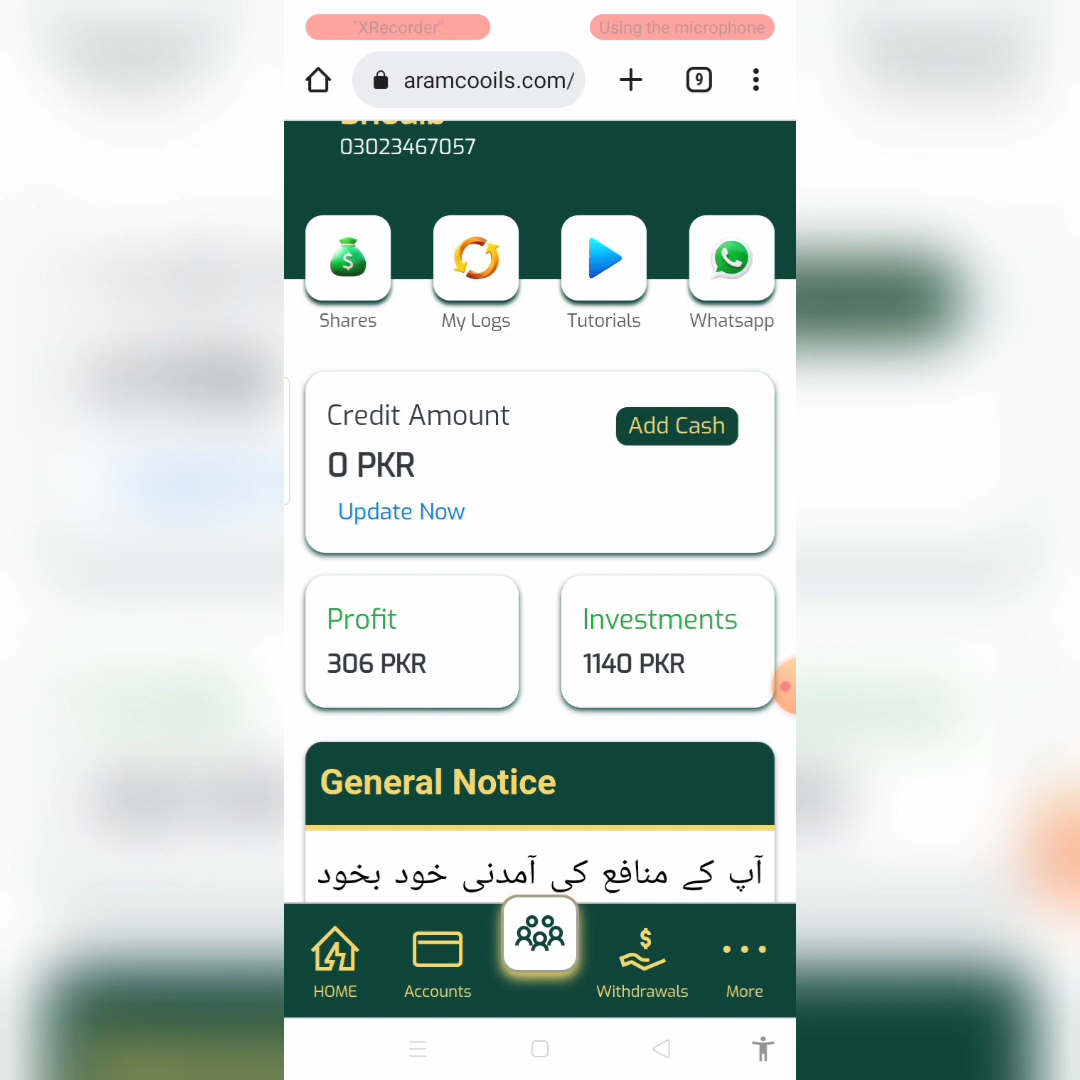 "XRecorder" Using the microphone
aramcooils.com/ 9
03023467057
Shares My Logs Tutorials Whatsapp
Credit Amount
Add Cash
0 PKR
Update Now
Profit Investments
306 PKR 1140 PKR
General Notice
آپ کے منافع کی آمدنی خود بخود
HOME Accounts Withdrawals More